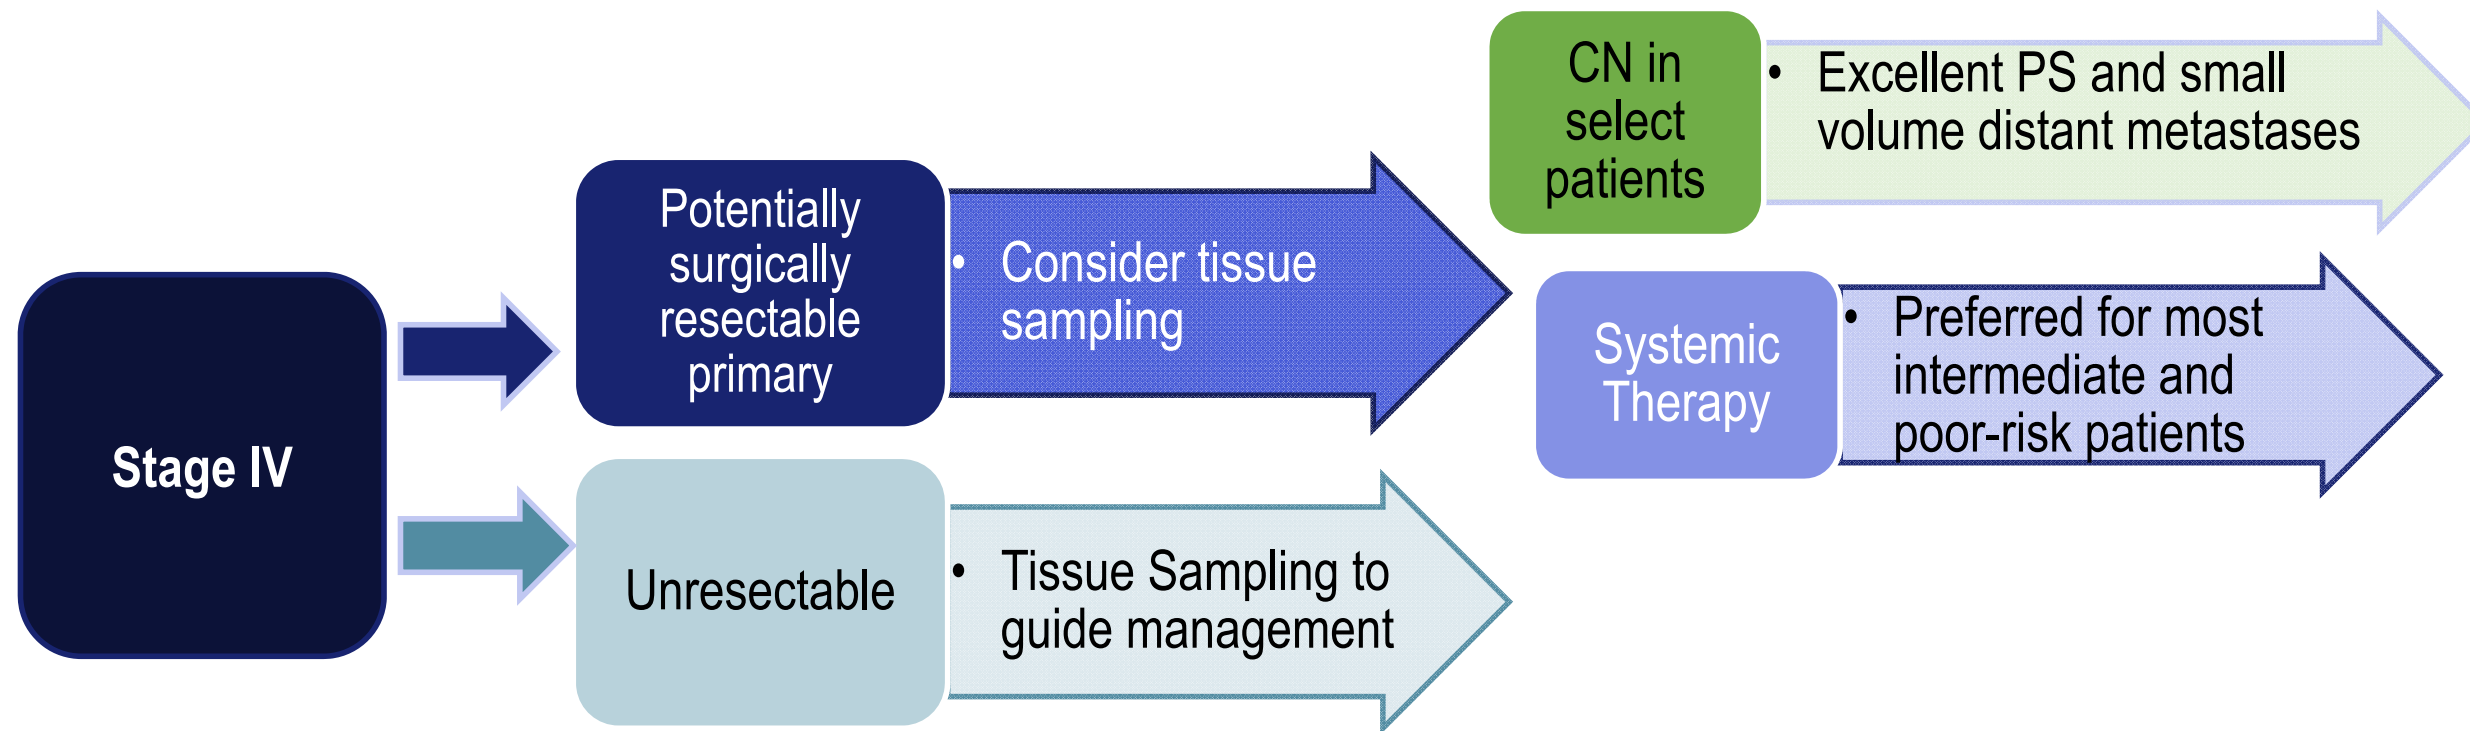 Stage IV
Potentially
surgically
resectable
primary
• Consider tissue
sampling
CN in
select
patients
• Excellent PS and small
volume distant metastases
Systemic
Therapy
• Preferred for most
intermediate and
poor-risk patients
Unresectable
• Tissue Sampling to
guide management